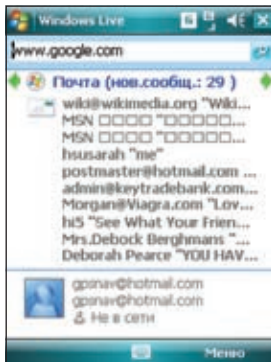 Windows Live
www.google.com
Почта (нов.сообщ.: 29 )
wiki@wikimedia.org "Wiki...
MSN □□□□ "□□□□□...
MSN □□□□ "□□□□□...
hsusarah "me"
postmaster@hotmail.com ...
admin@keytradebank.com...
Morgan@Viagra.com "Lov...
hi5 "See What Your Frien...
Mrs.Debock Berghmans "...
Deborah Pearce "YOU HAV...
gpsnav@hotmail.com
gpsnav@hotmail.com
Не в сети
Меню